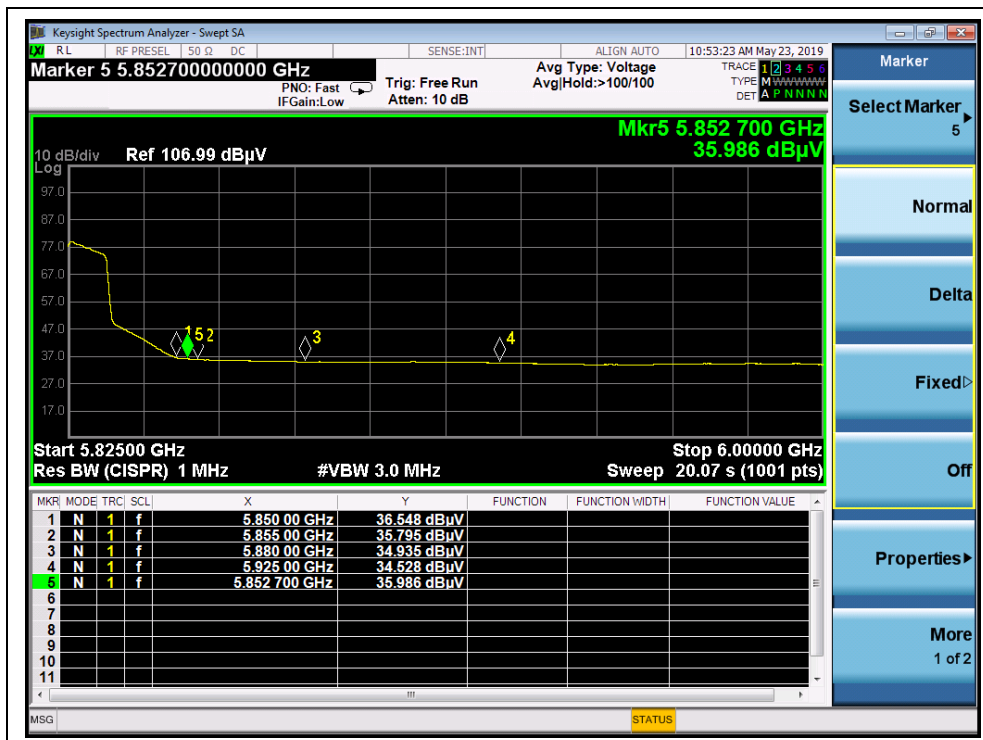 Keysight Spectrum Analyzer - Swept SA
LXI RL RF PRESEL 50 Ω DC SENSE:INT ALIGN AUTO 10:53:23 AM May 23, 2019
Marker 5 5.852700000000 GHz
PNO: Fast
IFGain:Low
Trig: Free Run
Atten: 10 dB
Avg Type: Voltage
Avg|Hold:>100/100
TRACE 1 2 3 4 5 6
TYPE M WWWWW
DET A P N N N N
Mkr5 5.852 700 GHz
35.986 dBµV
10 dB/div Ref 106.99 dBµV
Log
97.0
87.0
77.0
67.0
57.0
47.0
37.0
27.0
17.0
1 5 2
3
4
Start 5.82500 GHz Stop 6.00000 GHz
Res BW (CISPR) 1 MHz #VBW 3.0 MHz Sweep 20.07 s (1001 pts)
MKR MODE TRC SCL X Y FUNCTION FUNCTION WIDTH FUNCTION VALUE
1 N 1 f 5.850 00 GHz 36.548 dBµV
2 N 1 f 5.855 00 GHz 35.795 dBµV
3 N 1 f 5.880 00 GHz 34.935 dBµV
4 N 1 f 5.925 00 GHz 34.528 dBµV
5 N 1 f 5.852 700 GHz 35.986 dBµV
6
7
8
9
10
11
MSG STATUS
Marker
Select Marker
5
Normal
Delta
Fixed
Off
Properties
More
1 of 2